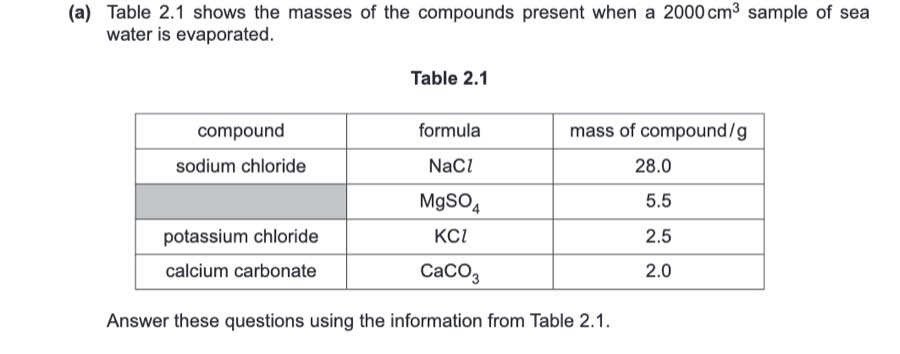 (a) Table 2.1 shows the masses of the compounds present when a 2000 cm³ sample of sea
water is evaporated.
Table 2.1
compound formula mass of compound/g
sodium chloride NaCl 28.0
MgSO₄ 5.5
potassium chloride KCl 2.5
calcium carbonate CaCO₃ 2.0
Answer these questions using the information from Table 2.1.